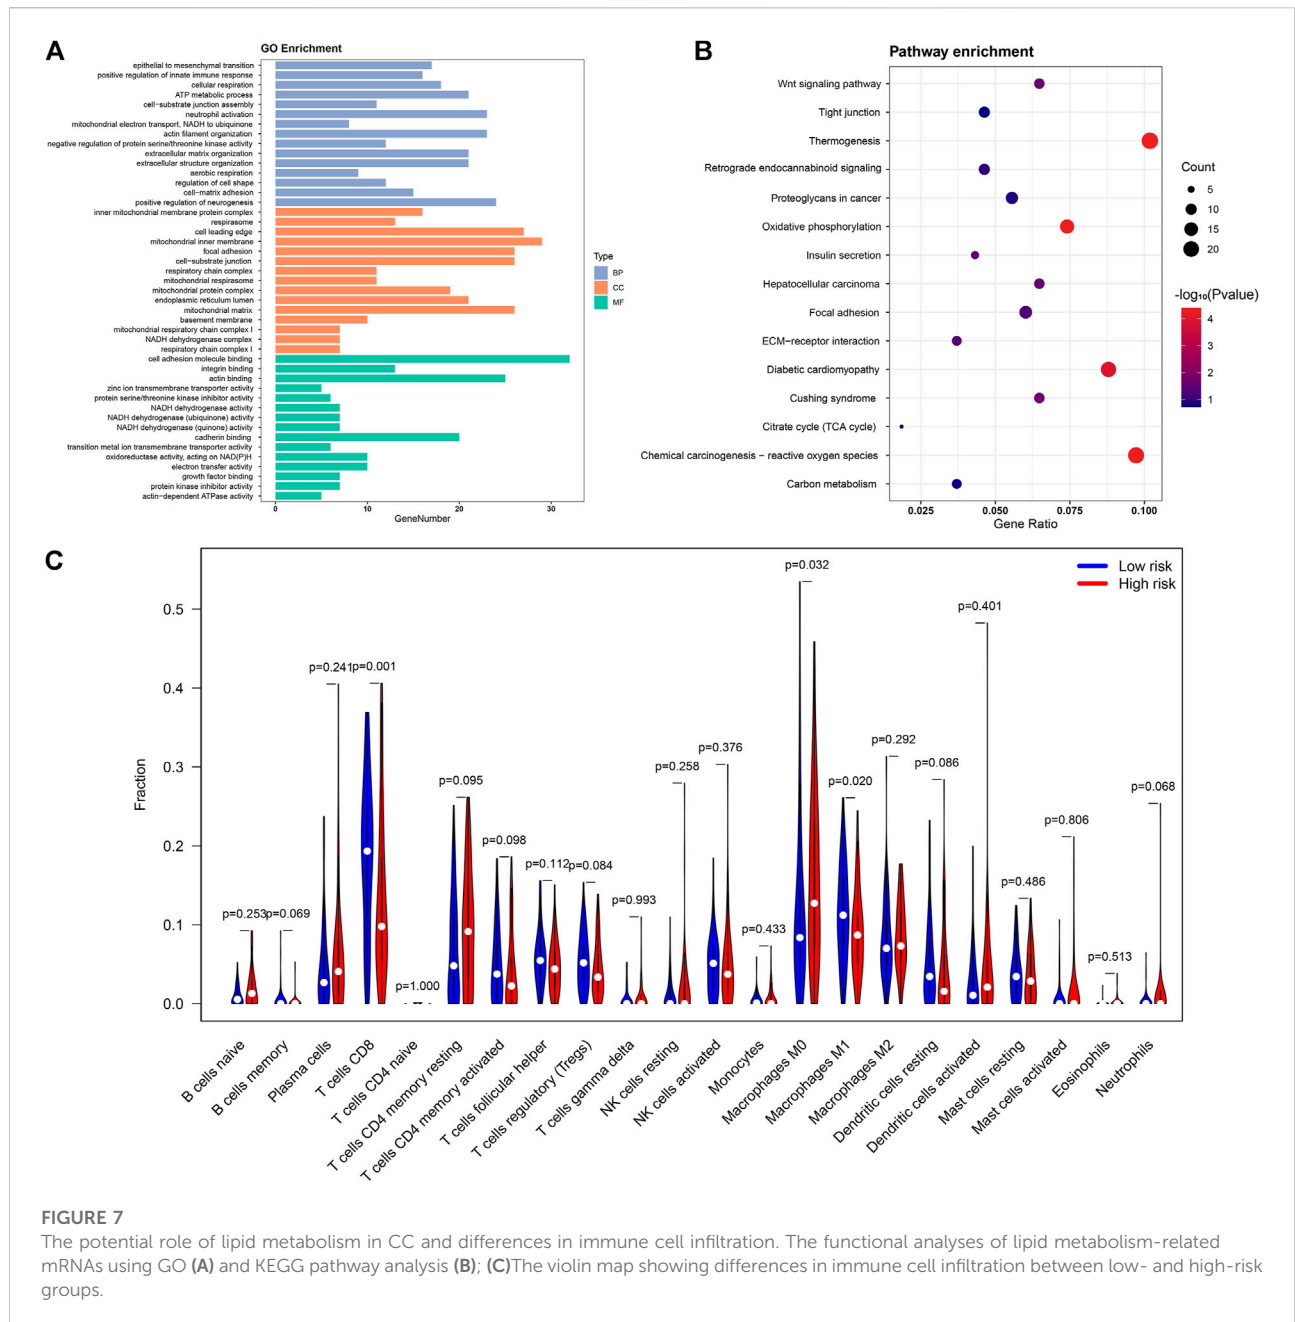 A
GO Enrichment
epithelial to mesenchymal transition
positive regulation of innate immune response
cellular respiration
ATP metabolic process
cell−substrate junction assembly
neutrophil activation
mitochondrial electron transport, NADH to ubiquinone
actin filament organization
negative regulation of protein serine/threonine kinase activity
extracellular matrix organization
extracellular structure organization
aerobic respiration
regulation of cell shape
cell−matrix adhesion
positive regulation of neurogenesis
inner mitochondrial membrane protein complex
respirasome
cell leading edge
mitochondrial inner membrane
focal adhesion
cell−substrate junction
respiratory chain complex
mitochondrial respirasome
mitochondrial protein complex
endoplasmic reticulum lumen
mitochondrial matrix
basement membrane
mitochondrial respiratory chain complex I
NADH dehydrogenase complex
respiratory chain complex I
cell adhesion molecule binding
integrin binding
actin binding
zinc ion transmembrane transporter activity
protein serine/threonine kinase inhibitor activity
NADH dehydrogenase activity
NADH dehydrogenase (ubiquinone) activity
NADH dehydrogenase (quinone) activity
cadherin binding
transition metal ion transmembrane transporter activity
oxidoreductase activity, acting on NAD(P)H
electron transfer activity
growth factor binding
protein kinase inhibitor activity
actin−dependent ATPase activity
0 10 20 30
GeneNumber
Type
BP
CC
MF
B
Pathway enrichment
Wnt signaling pathway
Tight junction
Thermogenesis
Retrograde endocannabinoid signaling
Proteoglycans in cancer
Oxidative phosphorylation
Insulin secretion
Hepatocellular carcinoma
Focal adhesion
ECM−receptor interaction
Diabetic cardiomyopathy
Cushing syndrome
Citrate cycle (TCA cycle)
Chemical carcinogenesis − reactive oxygen species
Carbon metabolism
0.025 0.050 0.075 0.100
Gene Ratio
Count
5
10
15
20
-log₁₀(Pvalue)
4
3
2
1
C
Low risk
High risk
Fraction
0.5
0.4
0.3
0.2
0.1
0.0
p=0.253
p=0.069
p=0.241
p=0.001
p=1.000
p=0.095
p=0.098
p=0.112
p=0.084
p=0.993
p=0.258
p=0.376
p=0.433
p=0.032
p=0.020
p=0.292
p=0.086
p=0.401
p=0.486
p=0.806
p=0.513
p=0.068
B cells naive
B cells memory
Plasma cells
T cells CD8
T cells CD4 naive
T cells CD4 memory resting
T cells CD4 memory activated
T cells follicular helper
T cells regulatory (Tregs)
T cells gamma delta
NK cells resting
NK cells activated
Monocytes
Macrophages M0
Macrophages M1
Macrophages M2
Dendritic cells resting
Dendritic cells activated
Mast cells resting
Mast cells activated
Eosinophils
Neutrophils
FIGURE 7
The potential role of lipid metabolism in CC and differences in immune cell infiltration. The functional analyses of lipid metabolism-related
mRNAs using GO (A) and KEGG pathway analysis (B); (C)The violin map showing differences in immune cell infiltration between low- and high-risk
groups.